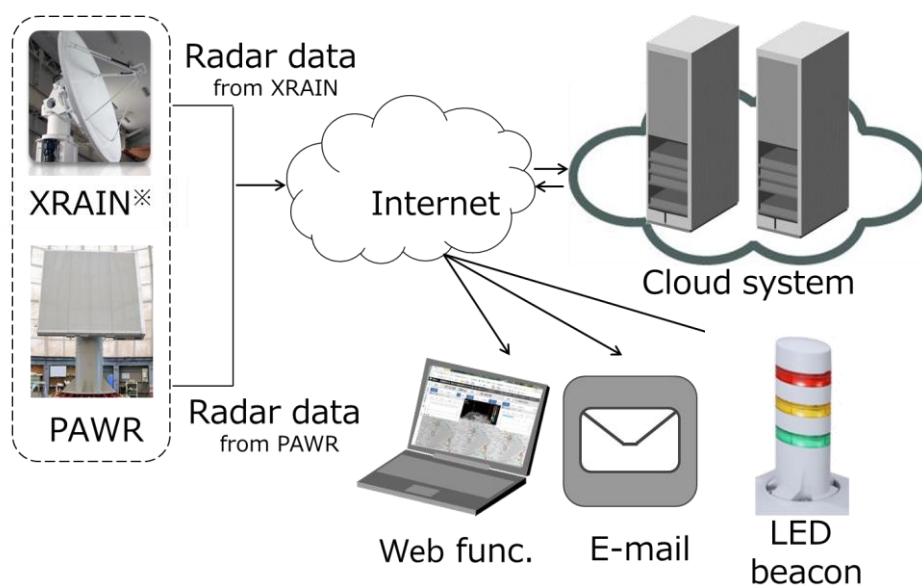 Radar data
from XRAIN
XRAIN※
Internet
Cloud system
PAWR
Radar data
from PAWR
Web func.
E-mail
LED
beacon